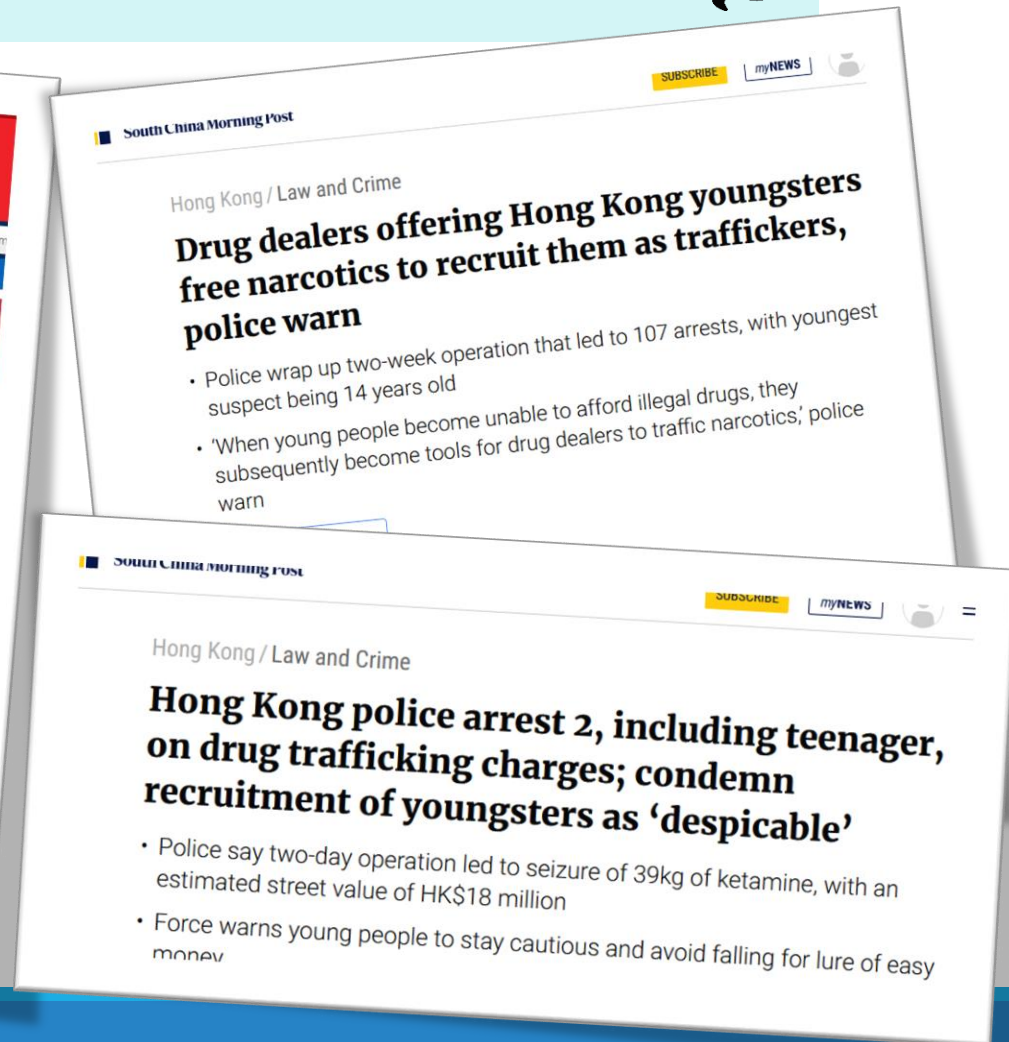 SUBSCRIBE
myNEWS
South China Morning Post
Hong Kong / Law and Crime
Drug dealers offering Hong Kong youngsters
free narcotics to recruit them as traffickers,
police warn
• Police wrap up two-week operation that led to 107 arrests, with youngest
suspect being 14 years old
• ‘When young people become unable to afford illegal drugs, they
subsequently become tools for drug dealers to traffic narcotics,’ police
warn
South China Morning Post
SUBSCRIBE
myNEWS
Hong Kong / Law and Crime
Hong Kong police arrest 2, including teenager,
on drug trafficking charges; condemn
recruitment of youngsters as ‘despicable’
• Police say two-day operation led to seizure of 39kg of ketamine, with an
estimated street value of HK$18 million
• Force warns young people to stay cautious and avoid falling for lure of easy
money